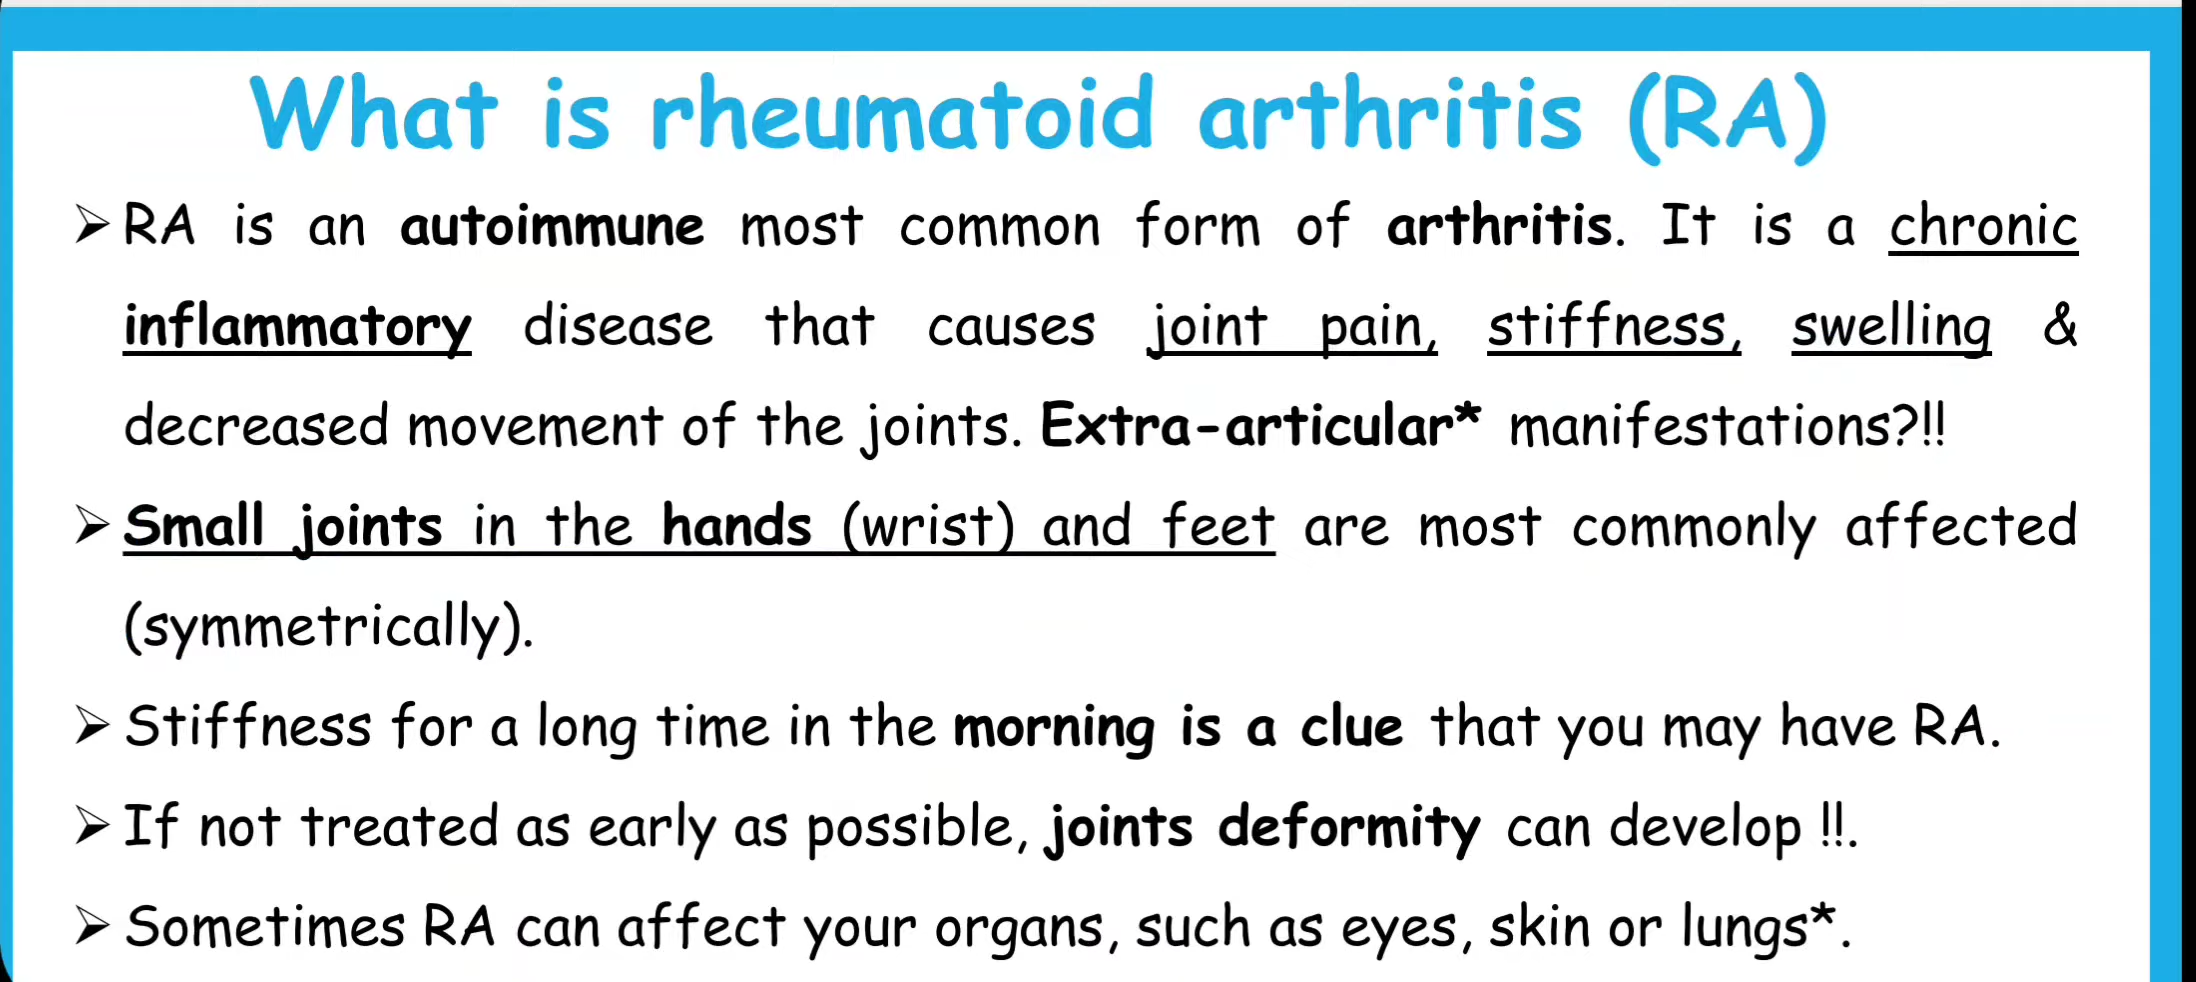 What is rheumatoid arthritis (RA)
➢ RA is an autoimmune most common form of arthritis. It is a chronic
inflammatory disease that causes joint pain, stiffness, swelling &
decreased movement of the joints. Extra-articular* manifestations?!!
➢ Small joints in the hands (wrist) and feet are most commonly affected
(symmetrically).
➢ Stiffness for a long time in the morning is a clue that you may have RA.
➢ If not treated as early as possible, joints deformity can develop !!.
➢ Sometimes RA can affect your organs, such as eyes, skin or lungs*.